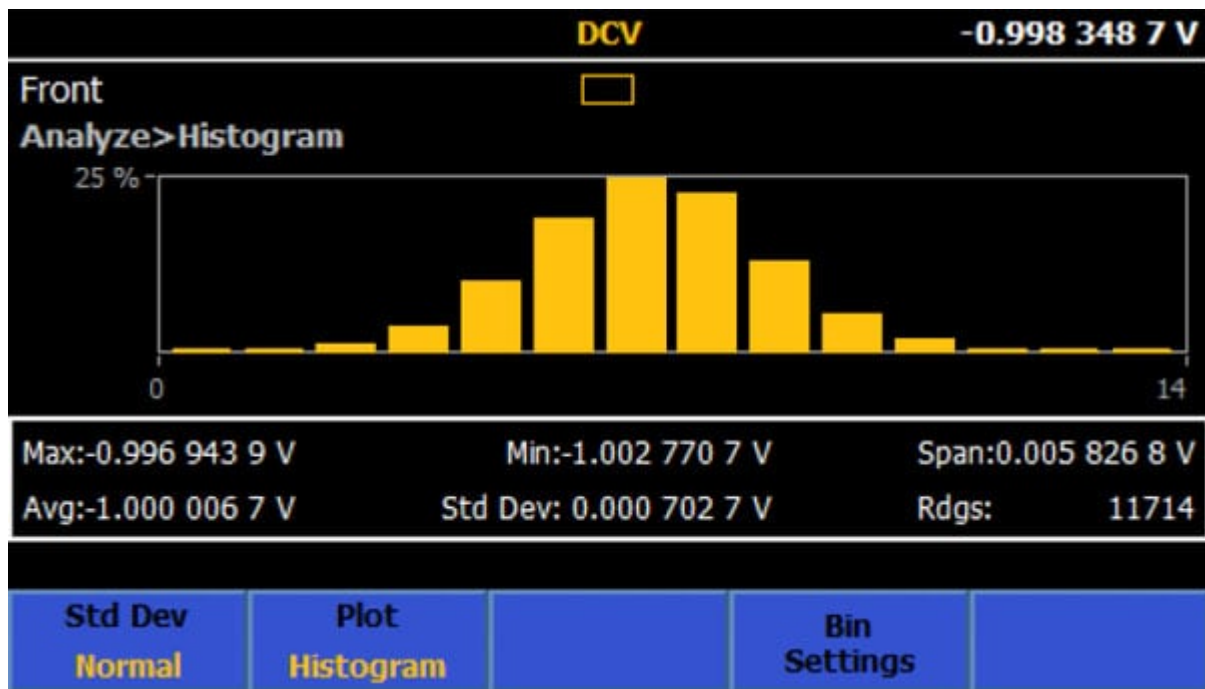 DCV -0.998 348 7 V
Front
Analyze>Histogram
25 %
0 14
Max:-0.996 943 9 V Min:-1.002 770 7 V Span:0.005 826 8 V
Avg:-1.000 006 7 V Std Dev: 0.000 702 7 V Rdgs: 11714
Std Dev Plot Bin
Normal Histogram Settings